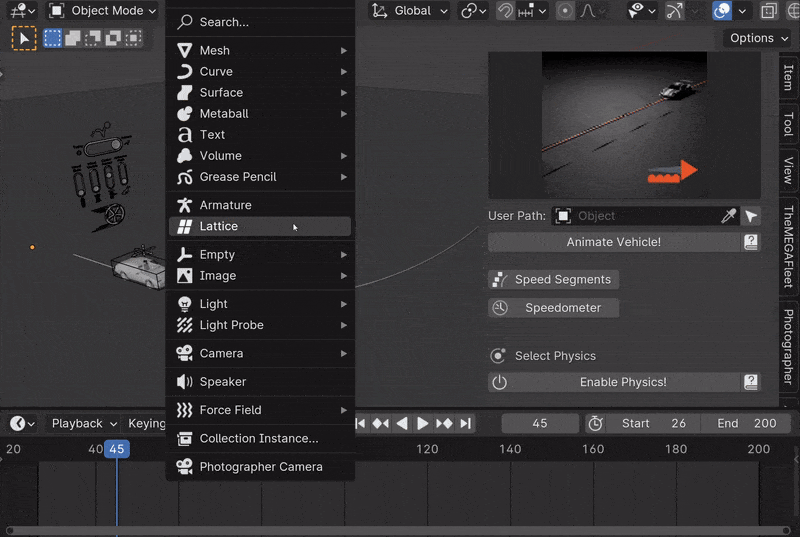 Object Mode
Global
Options
Search...
Mesh
Curve
Surface
Metaball
Text
Volume
Grease Pencil
Armature
Lattice
Empty
Image
Light
Light Probe
Camera
Speaker
Force Field
Collection Instance...
Photographer Camera
User Path:
Object
Animate Vehicle!
Speed Segments
Speedometer
Select Physics
Enable Physics!
Item
Tool
View
TheMEGAFleet
Photographer
Playback
Keying
45
Start 26
End 200
20 40 45 120 140 160 180 200